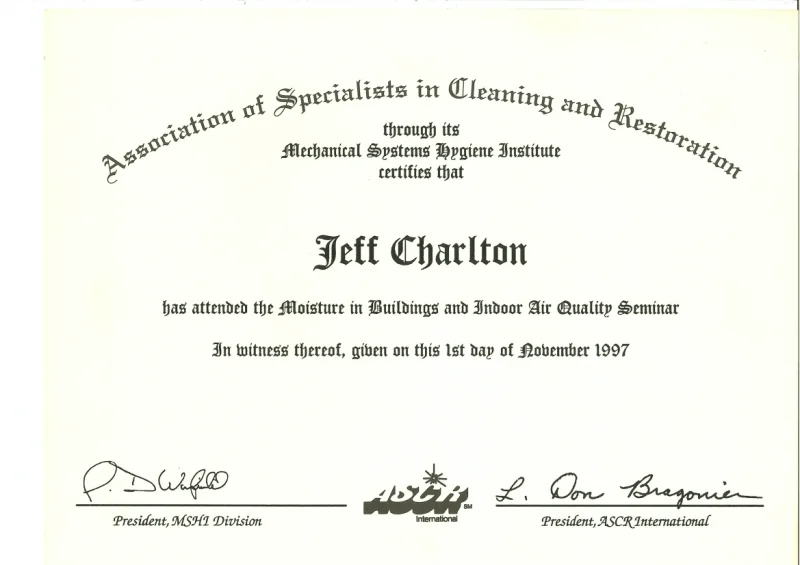 Association of Specialists in Cleaning and Restoration
through its
Mechanical Systems Hygiene Institute
certifies that
Jeff Charlton
has attended the Moisture in Buildings and Indoor Air Quality Seminar
In witness thereof, given on this 1st day of November 1997
L. Don Bragonier
ASCR SM
International
President, MSHI Division
President, ASCR International